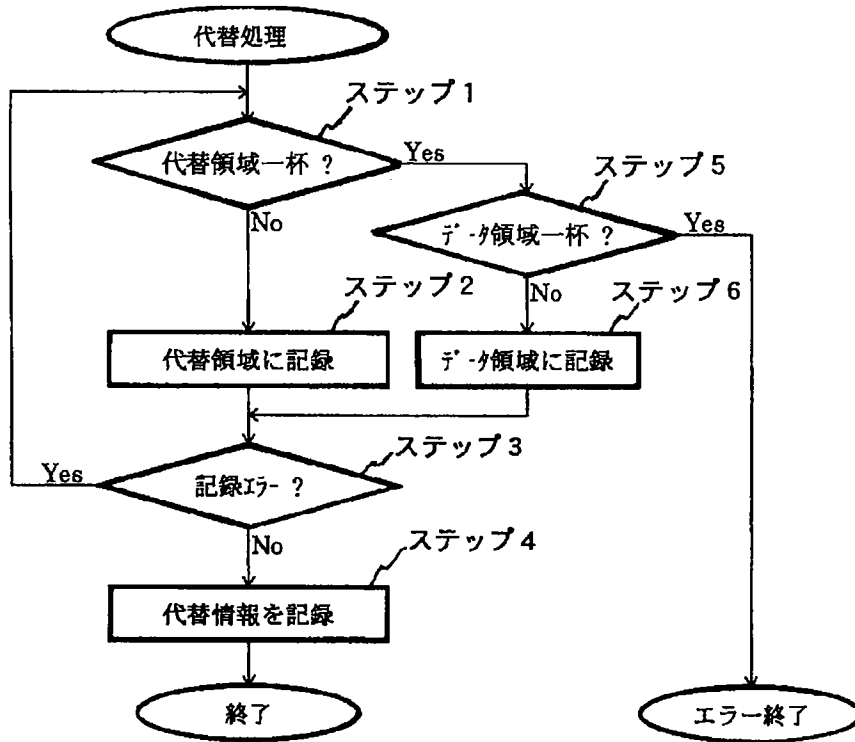 代替処理
ステップ1
代替領域一杯 ?
Yes
ステップ5
No
ﾃﾞｰﾀ領域一杯 ?
Yes
ステップ2
No
ステップ6
代替領域に記録
ﾃﾞｰﾀ領域に記録
ステップ3
Yes
記録ｴﾗｰ ?
No
ステップ4
代替情報を記録
終了
エラー終了